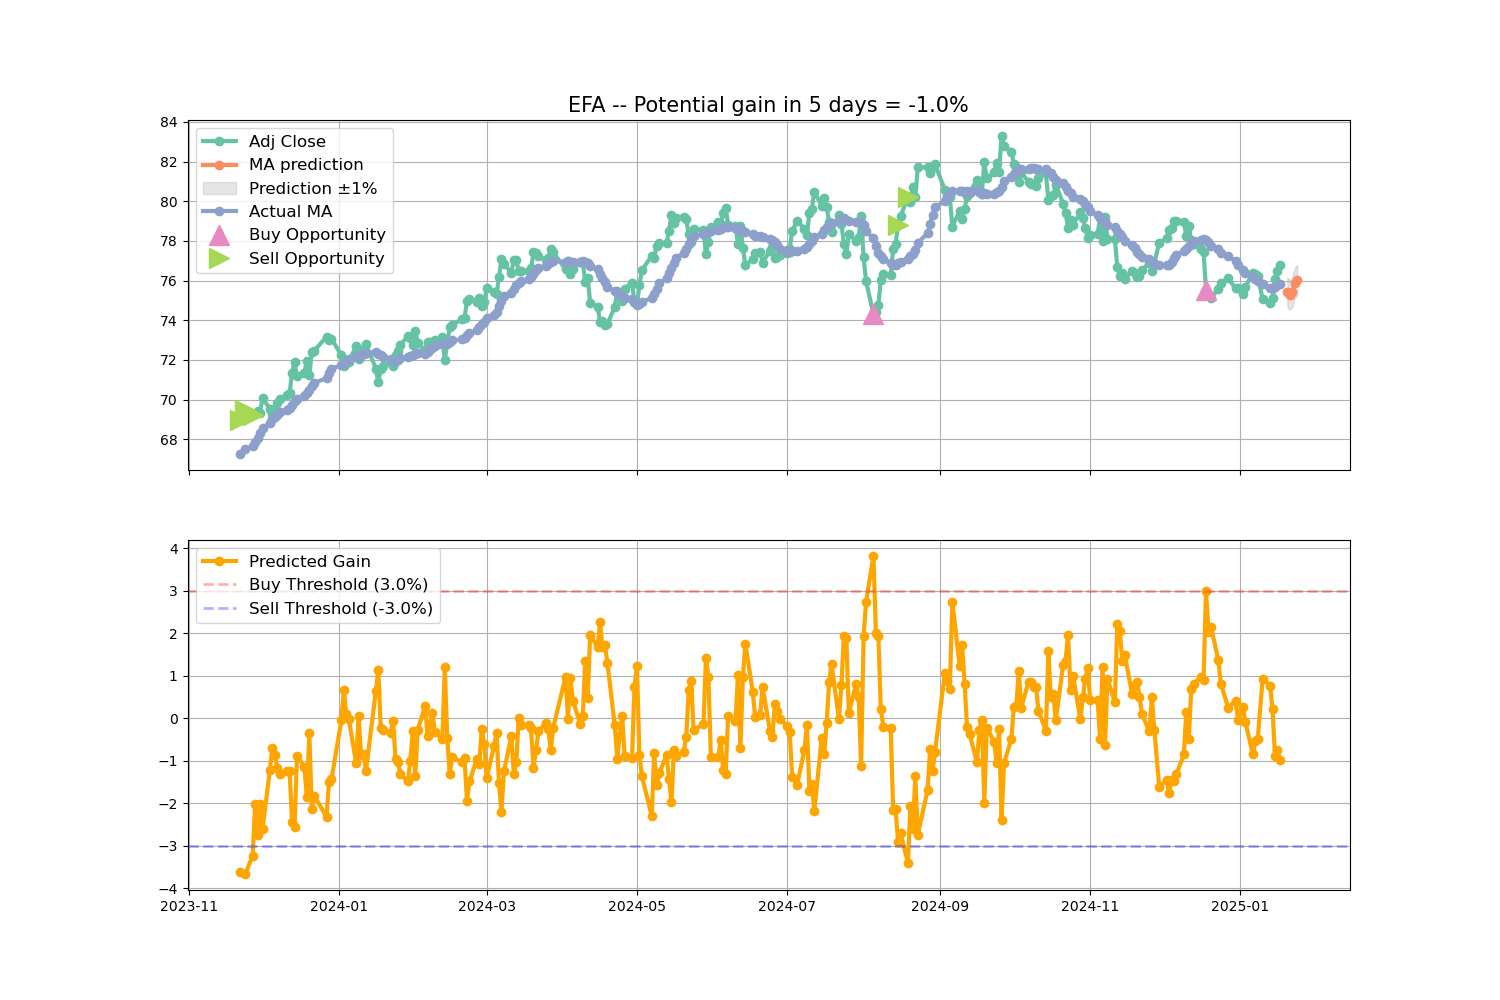 EFA -- Potential gain in 5 days = -1.0%
84
82
80
78
76
74
72
70
68
Adj Close
MA prediction
Prediction ±1%
Actual MA
Buy Opportunity
Sell Opportunity
4
3
2
1
0
−1
−2
−3
−4
Predicted Gain
Buy Threshold (3.0%)
Sell Threshold (-3.0%)
2023-11
2024-01
2024-03
2024-05
2024-07
2024-09
2024-11
2025-01